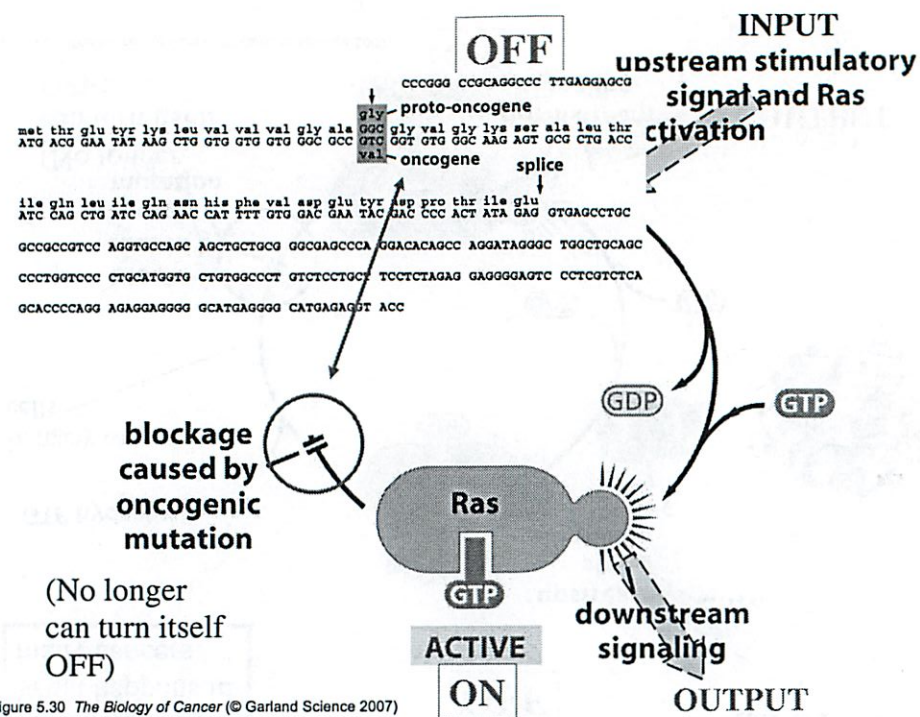 OFF
INPUT
upstream stimulatory
signal and Ras
ctivation
CCCGGG CCGCAGGCCC TTGAGGAGCG
gly proto-oncogene
met thr glu tyr lys leu val val val gly ala GGC gly val gly lys ser ala leu thr
ATG ACG GAA TAT AAG CTG GTG GTG GTG GGC GCC GTC GGT GTG GGC AAG AGT GCG CTG ACC
val oncogene
splice
ile gln leu ile gln asn his phe val asp glu tyr asp pro thr ile glu
ATC CAG CTG ATC CAG AAC CAT TTT GTG GAC GAA TAC GAC CCC ACT ATA GAG GTGAGCCTGC
GCCGCCGTCC AGGTGCCAGC AGCTGCTGCG GGCGAGCCCA GGACACAGCC AGGATAGGGC TGGCTGCAGC
CCCTGGTCCC CTGCATGGTG CTGTGGCCCT GTCTCCTGCT TCCTCTAGAG GAGGGGAGTC CCTCGTCTCA
GCACCCCAGG AGAGGAGGGG GCATGAGGGG CATGAGAGGT ACC
GDP
GTP
blockage
caused by
oncogenic
mutation
Ras
GTP
(No longer
can turn itself
OFF)
downstream
signaling
ACTIVE
ON
OUTPUT
igure 5.30 The Biology of Cancer (© Garland Science 2007)